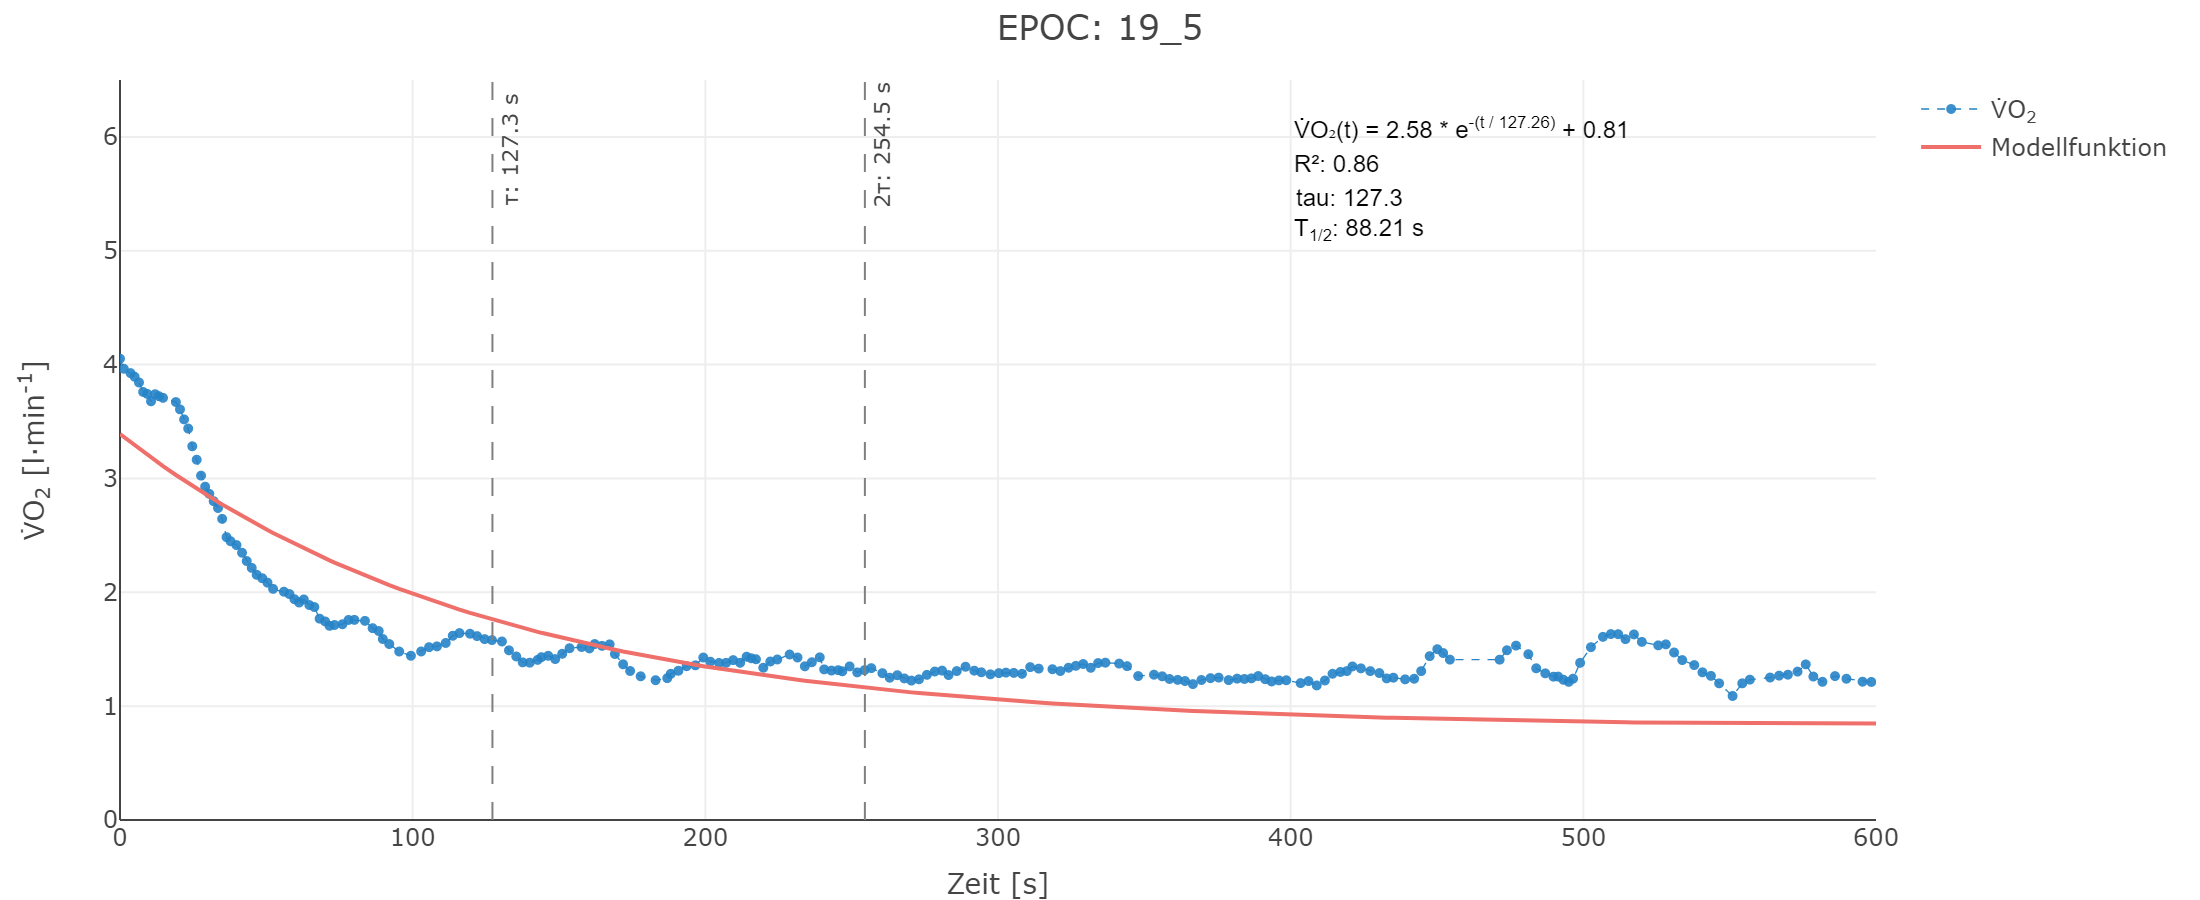 EPOC: 19_5
V̇O₂ [l·min⁻¹]
6
5
4
3
2
1
0
0 100 200 300 400 500 600
Zeit [s]
τ: 127.3 s
2τ: 254.5 s
V̇O₂(t) = 2.58 * e^-(t / 127.26) + 0.81
R²: 0.86
tau: 127.3
T1/2: 88.21 s
V̇O₂
Modellfunktion